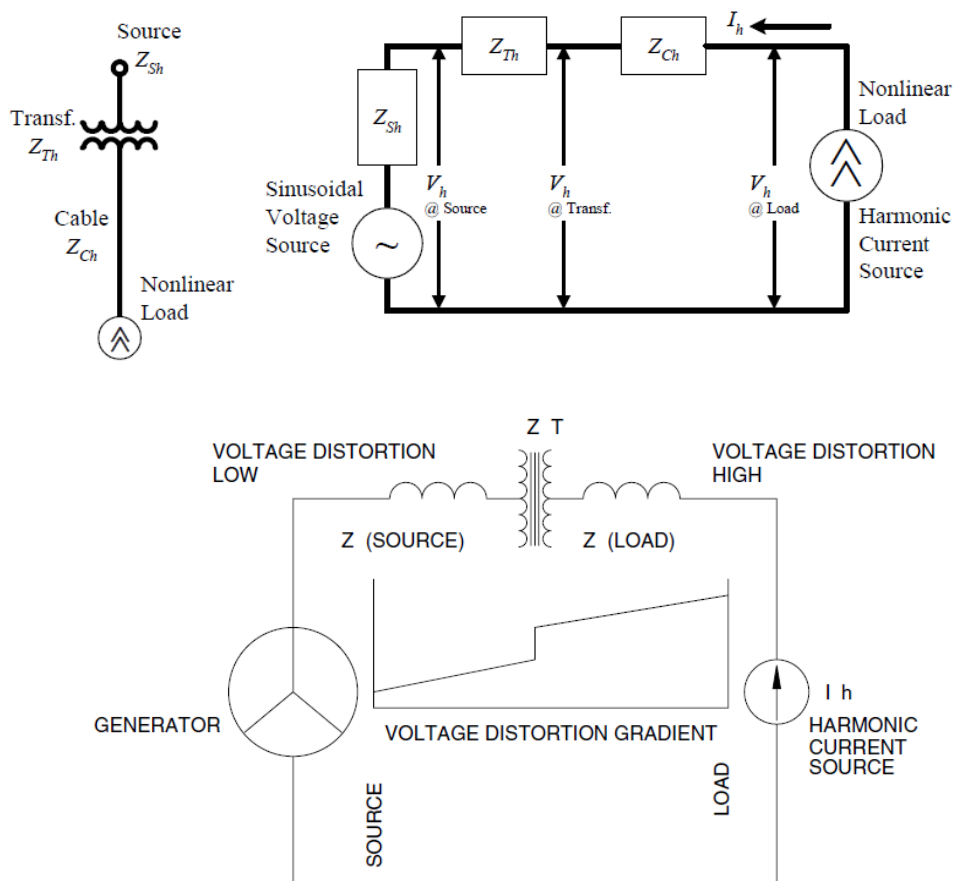 Source
Z_Sh
Transf.
Z_Th
Cable
Z_Ch
Nonlinear
Load
I_h
Z_Th
Z_Ch
Z_Sh
Sinusoidal
Voltage
Source
~
V_h
@ Source
V_h
@ Transf.
V_h
@ Load
Nonlinear
Load
Harmonic
Current
Source
Z T
VOLTAGE DISTORTION
LOW
VOLTAGE DISTORTION
HIGH
Z (SOURCE)
Z (LOAD)
GENERATOR
VOLTAGE DISTORTION GRADIENT
I h
HARMONIC
CURRENT
SOURCE
SOURCE
LOAD